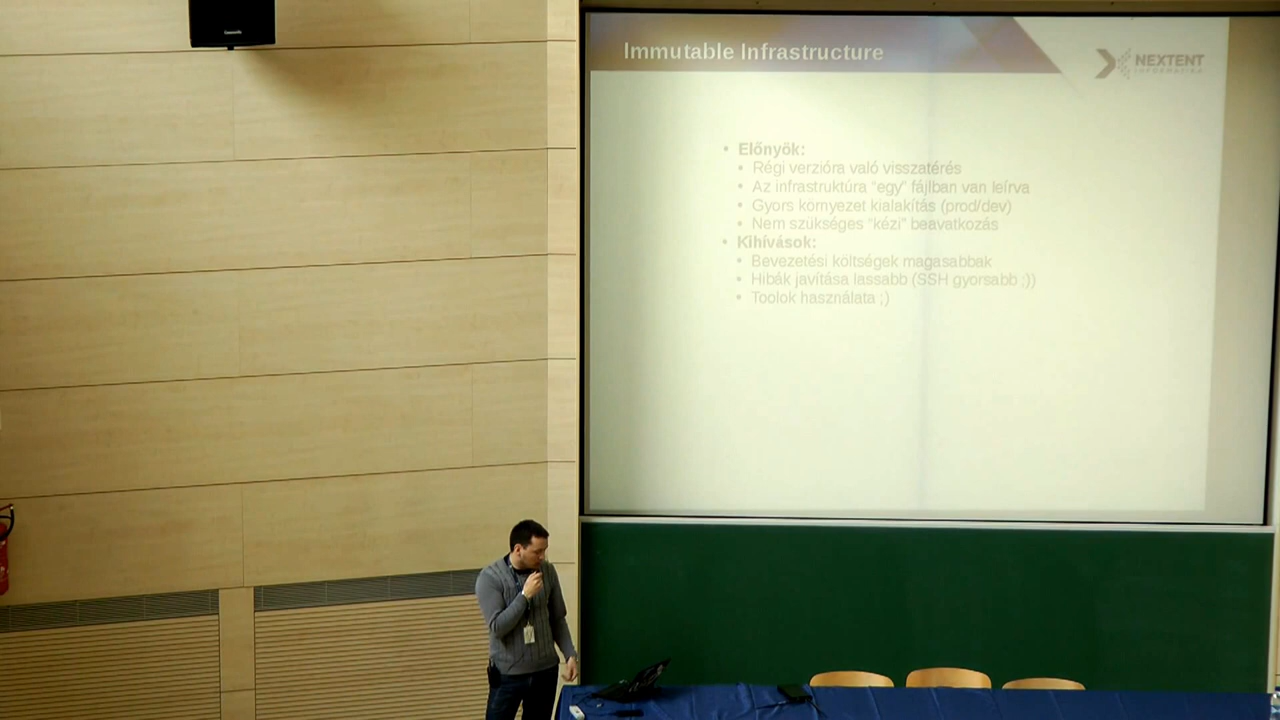 Immutable Infrastructure
NEXTENT
INFORMATIKA
• Előnyök:
• Régi verzióra való visszatérés
• Az infrastruktúra "egy" fájlban van leírva
• Gyors környezet kialakítás (prod/dev)
• Nem szükséges "kézi" beavatkozás
• Kihívások:
• Bevezetési költségek magasabbak
• Hibák javítása lassabb (SSH gyorsabb ;))
• Toolok használata ;)